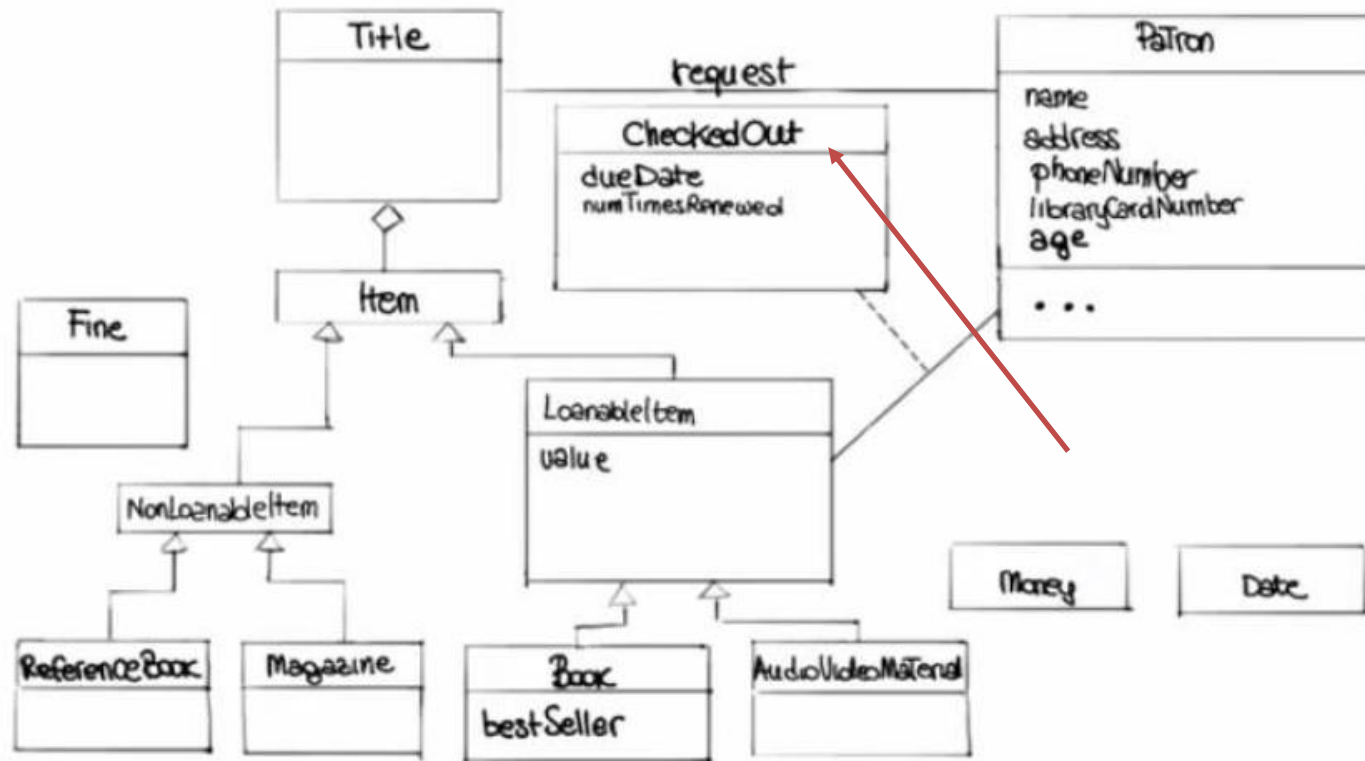 Title
request
Patron
name
address
phoneNumber
libraryCardNumber
age
...
CheckedOut
dueDate
numTimesRenewed
Item
Fine
LoanableItem
value
NonLoanableItem
Money
Date
ReferenceBook
Magazine
Book
bestSeller
AudioVideoMaterial